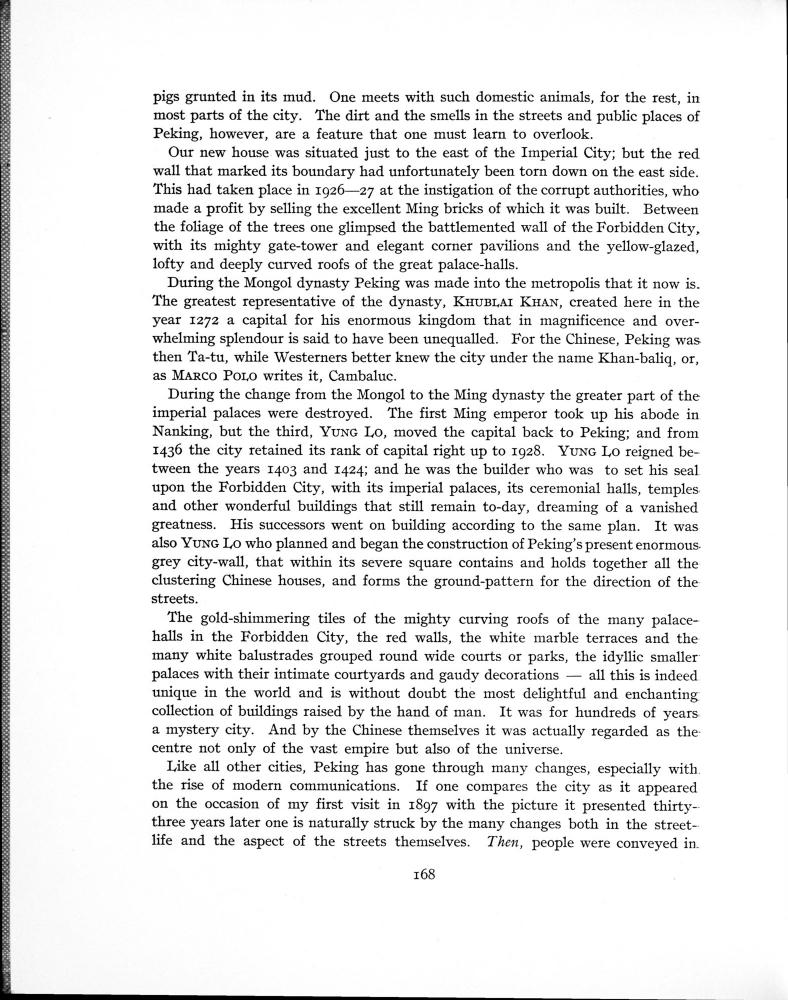 pigs grunted in its mud. One meets with such domestic animals, for the rest, in
most parts of the city. The dirt and the smells in the streets and public places of
Peking, however, are a feature that one must learn to overlook.
Our new house was situated just to the east of the Imperial City; but the red
wall that marked its boundary had unfortunately been torn down on the east side.
This had taken place in 1926—27 at the instigation of the corrupt authorities, who
made a profit by selling the excellent Ming bricks of which it was built. Between
the foliage of the trees one glimpsed the battlemented wall of the Forbidden City,
with its mighty gate-tower and elegant corner pavilions and the yellow-glazed,
lofty and deeply curved roofs of the great palace-halls.
During the Mongol dynasty Peking was made into the metropolis that it now is.
The greatest representative of the dynasty, KHUBLAI KHAN, created here in the
year 1272 a capital for his enormous kingdom that in magnificence and over-
whelming splendour is said to have been unequalled. For the Chinese, Peking was
then Ta-tu, while Westerners better knew the city under the name Khan-baliq, or,
as MARCO POLO writes it, Cambaluc.
During the change from the Mongol to the Ming dynasty the greater part of the
imperial palaces were destroyed. The first Ming emperor took up his abode in
Nanking, but the third, YUNG LO, moved the capital back to Peking; and from
1436 the city retained its rank of capital right up to 1928. YUNG LO reigned be-
tween the years 1403 and 1424; and he was the builder who was to set his seal
upon the Forbidden City, with its imperial palaces, its ceremonial halls, temples
and other wonderful buildings that still remain to-day, dreaming of a vanished
greatness. His successors went on building according to the same plan. It was
also YUNG LO who planned and began the construction of Peking's present enormous
grey city-wall, that within its severe square contains and holds together all the
clustering Chinese houses, and forms the ground-pattern for the direction of the
streets.
The gold-shimmering tiles of the mighty curving roofs of the many palace-
halls in the Forbidden City, the red walls, the white marble terraces and the
many white balustrades grouped round wide courts or parks, the idyllic smaller
palaces with their intimate courtyards and gaudy decorations — all this is indeed
unique in the world and is without doubt the most delightful and enchanting
collection of buildings raised by the hand of man. It was for hundreds of years
a mystery city. And by the Chinese themselves it was actually regarded as the
centre not only of the vast empire but also of the universe.
Like all other cities, Peking has gone through many changes, especially with
the rise of modern communications. If one compares the city as it appeared
on the occasion of my first visit in 1897 with the picture it presented thirty-
three years later one is naturally struck by the many changes both in the street-
life and the aspect of the streets themselves. Then, people were conveyed in
168